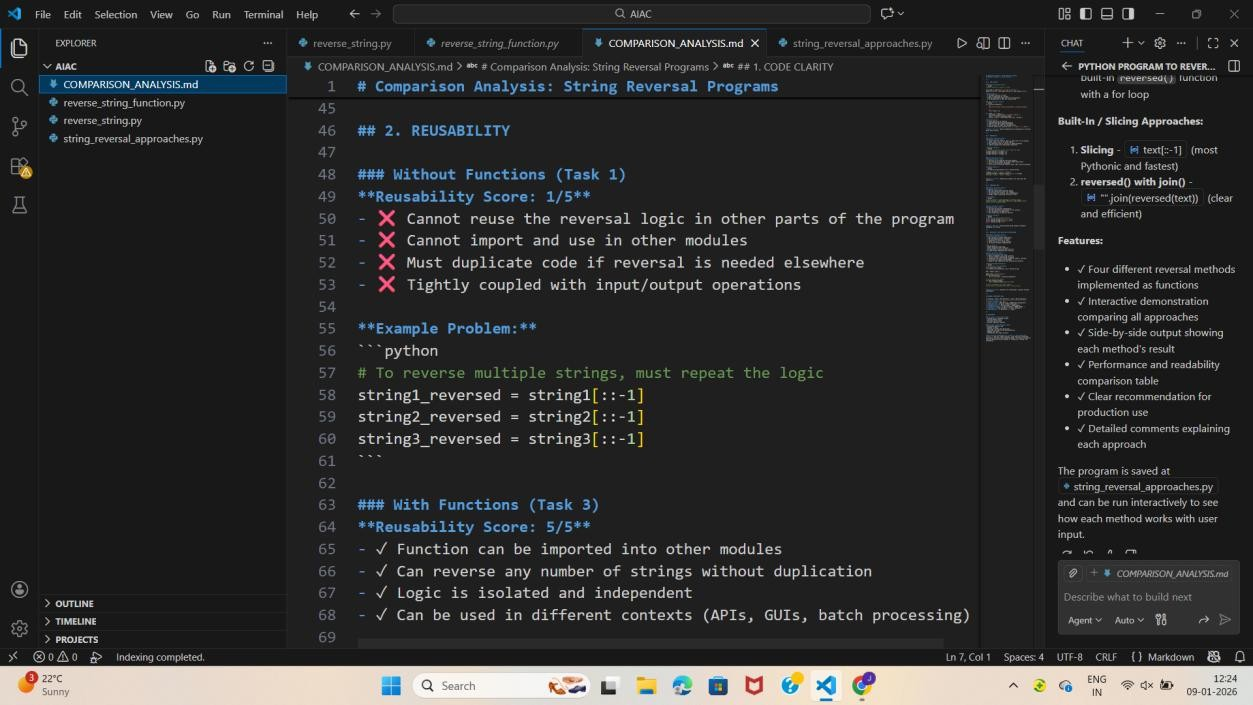 File Edit Selection View Go Run Terminal Help
AIAC
EXPLORER
AIAC
COMPARISON_ANALYSIS.md
reverse_string_function.py
reverse_string.py
string_reversal_approaches.py
OUTLINE
TIMELINE
PROJECTS
reverse_string.py
reverse_string_function.py
COMPARISON_ANALYSIS.md
string_reversal_approaches.py
COMPARISON_ANALYSIS.md > # Comparison Analysis: String Reversal Programs > ## 1. CODE CLARITY
1 # Comparison Analysis: String Reversal Programs
45
46 ## 2. REUSABILITY
47
48 ### Without Functions (Task 1)
49 **Reusability Score: 1/5**
50 - ❌ Cannot reuse the reversal logic in other parts of the program
51 - ❌ Cannot import and use in other modules
52 - ❌ Must duplicate code if reversal is needed elsewhere
53 - ❌ Tightly coupled with input/output operations
54
55 **Example Problem:**
56 ```python
57 # To reverse multiple strings, must repeat the logic
58 string1_reversed = string1[::-1]
59 string2_reversed = string2[::-1]
60 string3_reversed = string3[::-1]
61 ```
62
63 ### With Functions (Task 3)
64 **Reusability Score: 5/5**
65 - ✓ Function can be imported into other modules
66 - ✓ Can reverse any number of strings without duplication
67 - ✓ Logic is isolated and independent
68 - ✓ Can be used in different contexts (APIs, GUIs, batch processing)
69
CHAT
PYTHON PROGRAM TO REVER...
built-in reversed() function
with a for loop
Built-In / Slicing Approaches:
1. Slicing - text[::-1] (most
Pythonic and fastest)
2. reversed() with join() -
"".join(reversed(text)) (clear
and efficient)
Features:
• ✓ Four different reversal methods
implemented as functions
• ✓ Interactive demonstration
comparing all approaches
• ✓ Side-by-side output showing
each method's result
• ✓ Performance and readability
comparison table
• ✓ Clear recommendation for
production use
• ✓ Detailed comments explaining
each approach
The program is saved at
string_reversal_approaches.py
and can be run interactively to see
how each method works with user
input.
COMPARISON_ANALYSIS.md
Describe what to build next
Agent Auto
0 0 Indexing completed.
Ln 7, Col 1 Spaces: 4 UTF-8 CRLF {} Markdown
3
22°C
Sunny
Search
ENG
IN
12:24
09-01-2026